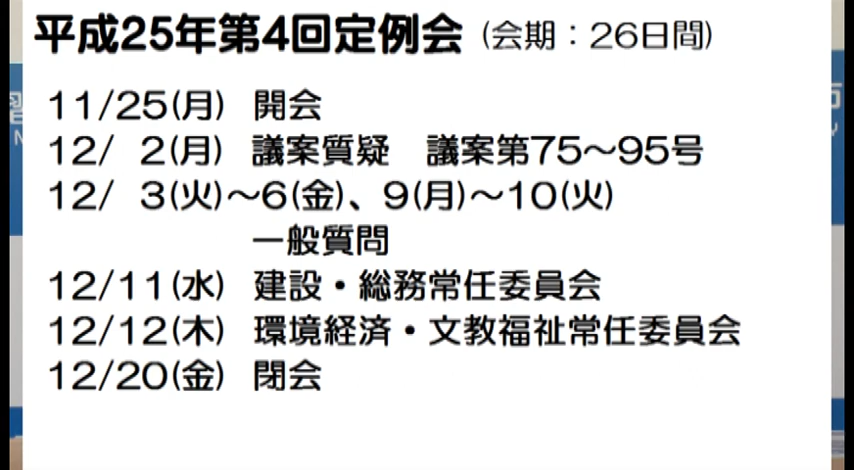 平成25年第4回定例会 (会期：26日間)
11/25(月) 開会
12/ 2(月) 議案質疑 議案第75～95号
12/ 3(火)～6(金)、9(月)～10(火)
一般質問
12/11(水) 建設・総務常任委員会
12/12(木) 環境経済・文教福祉常任委員会
12/20(金) 閉会